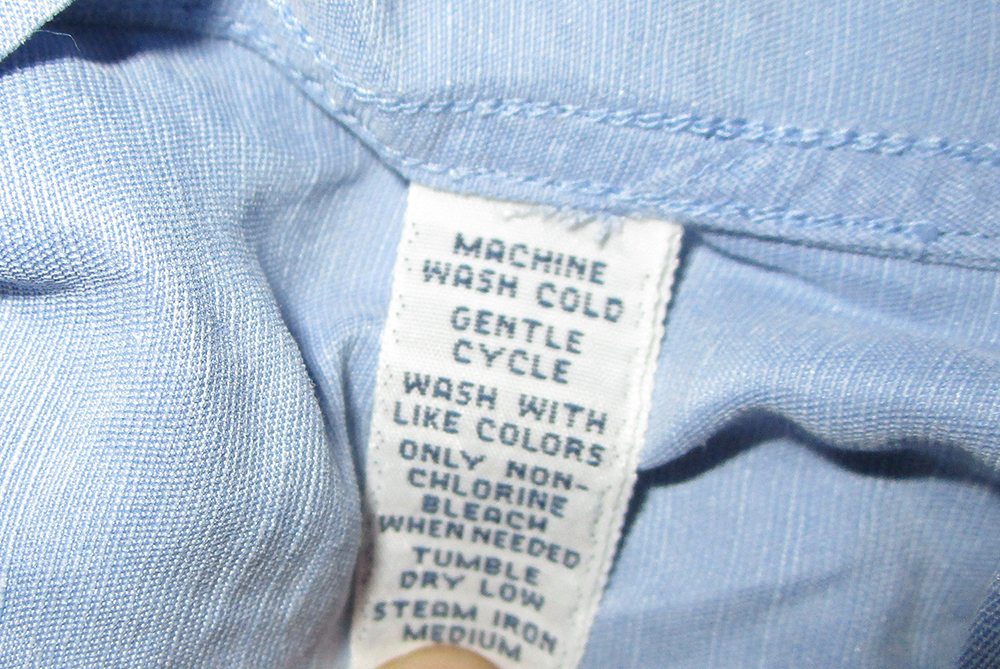 MACHINE
WASH COLD
GENTLE
CYCLE
WASH WITH
LIKE COLORS
ONLY NON-
CHLORINE
BLEACH
WHEN NEEDED
TUMBLE
DRY LOW
STEAM IRON
MEDIUM